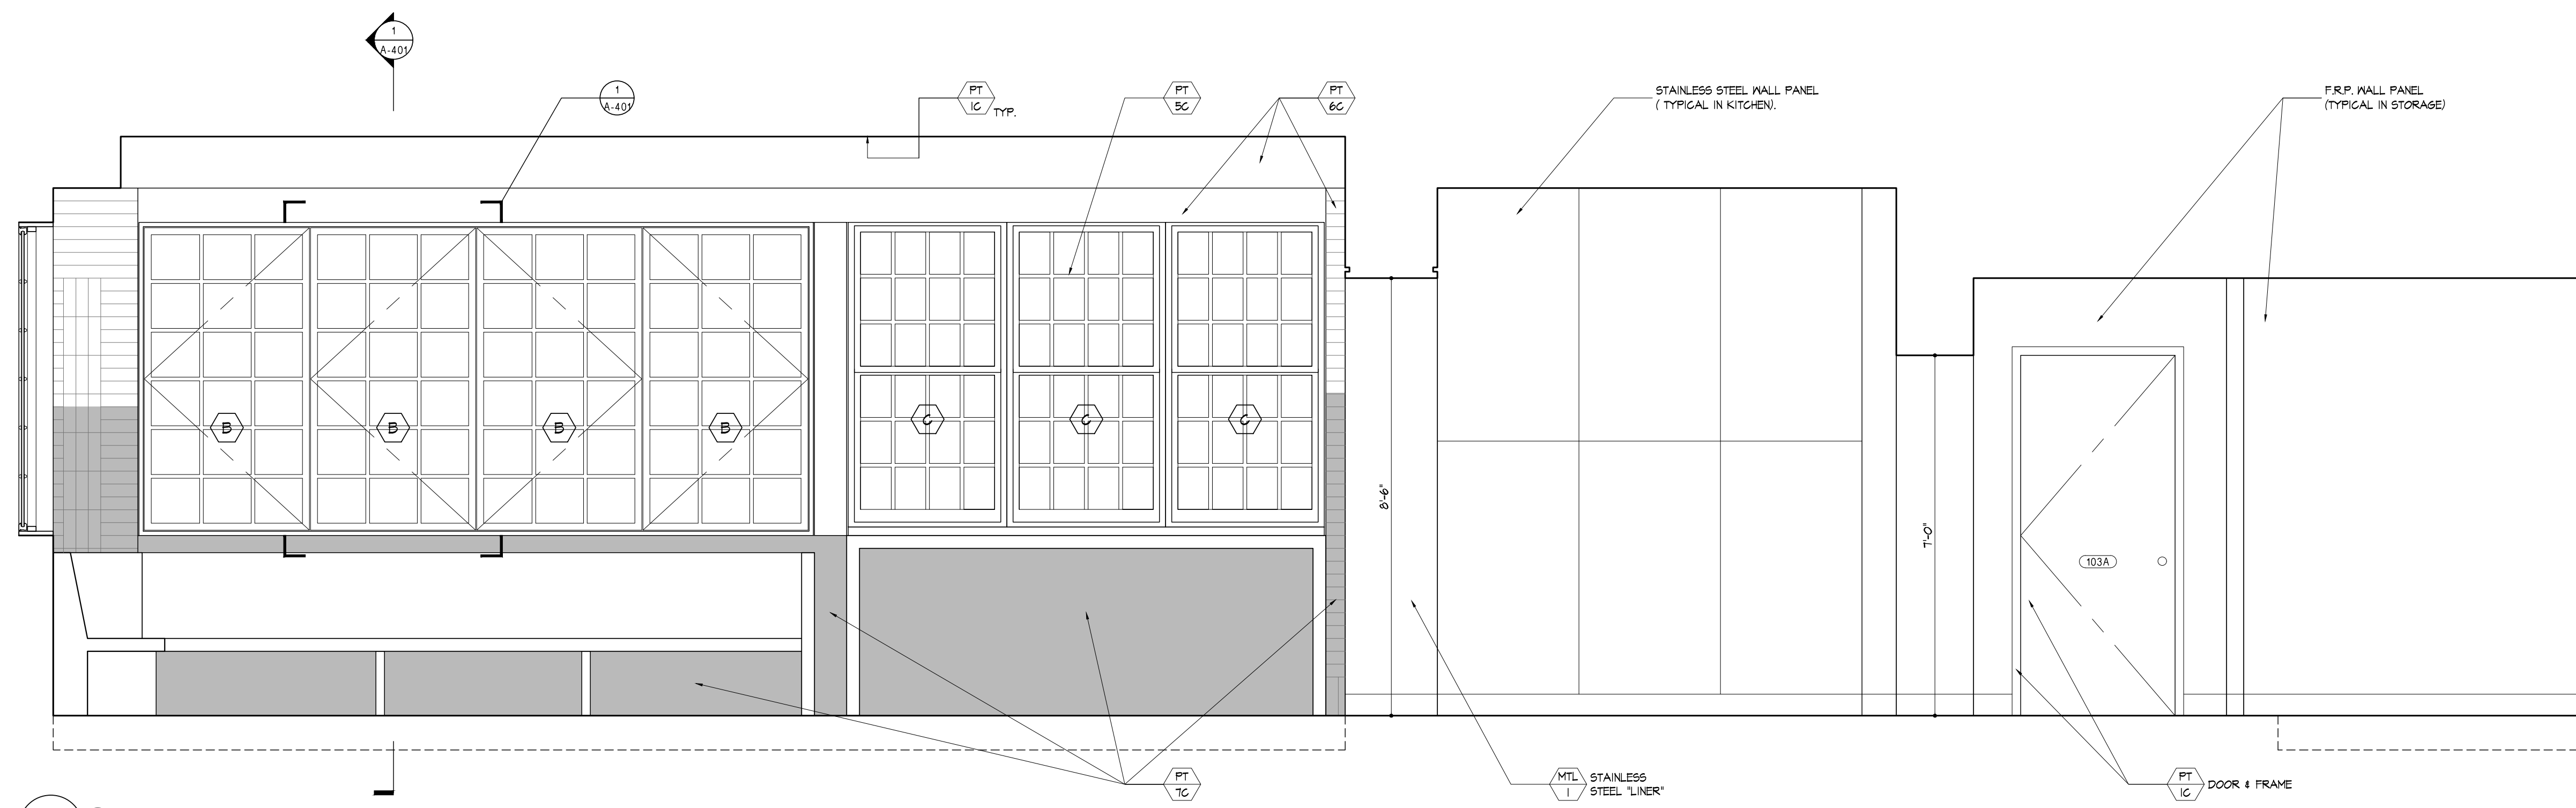 1
A-401
1
A-401
PT
1C
TYP.
PT
5C
PT
6C
STAINLESS STEEL WALL PANEL
( TYPICAL IN KITCHEN).
F.R.P. WALL PANEL
(TYPICAL IN STORAGE)
B
B
B
B
C
C
C
8'-6"
7'-0"
103A
PT
7C
MTL
1
STAINLESS
STEEL "LINER"
PT
1C
DOOR & FRAME